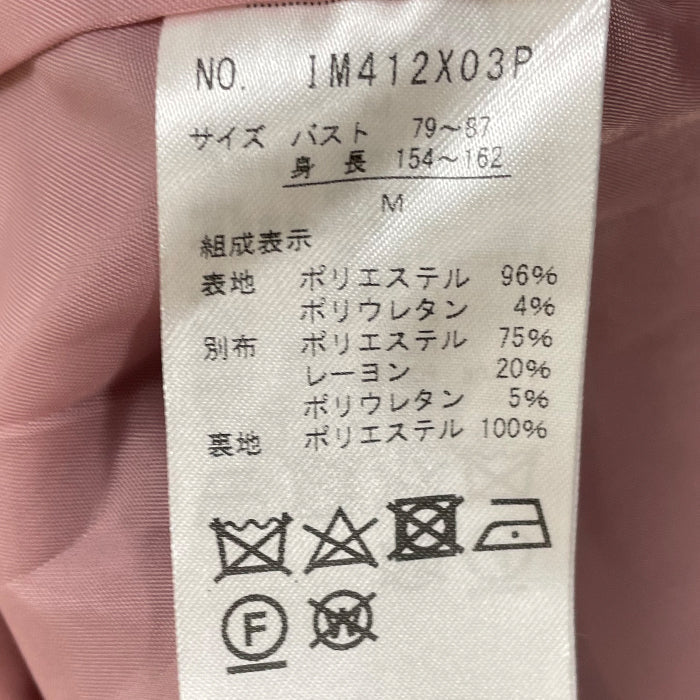 NO. IM412X03P
サイズ バスト 79〜87
身長 154〜162
M
組成表示
表地 ポリエステル 96%
ポリウレタン 4%
別布 ポリエステル 75%
レーヨン 20%
ポリウレタン 5%
裏地 ポリエステル 100%
F W